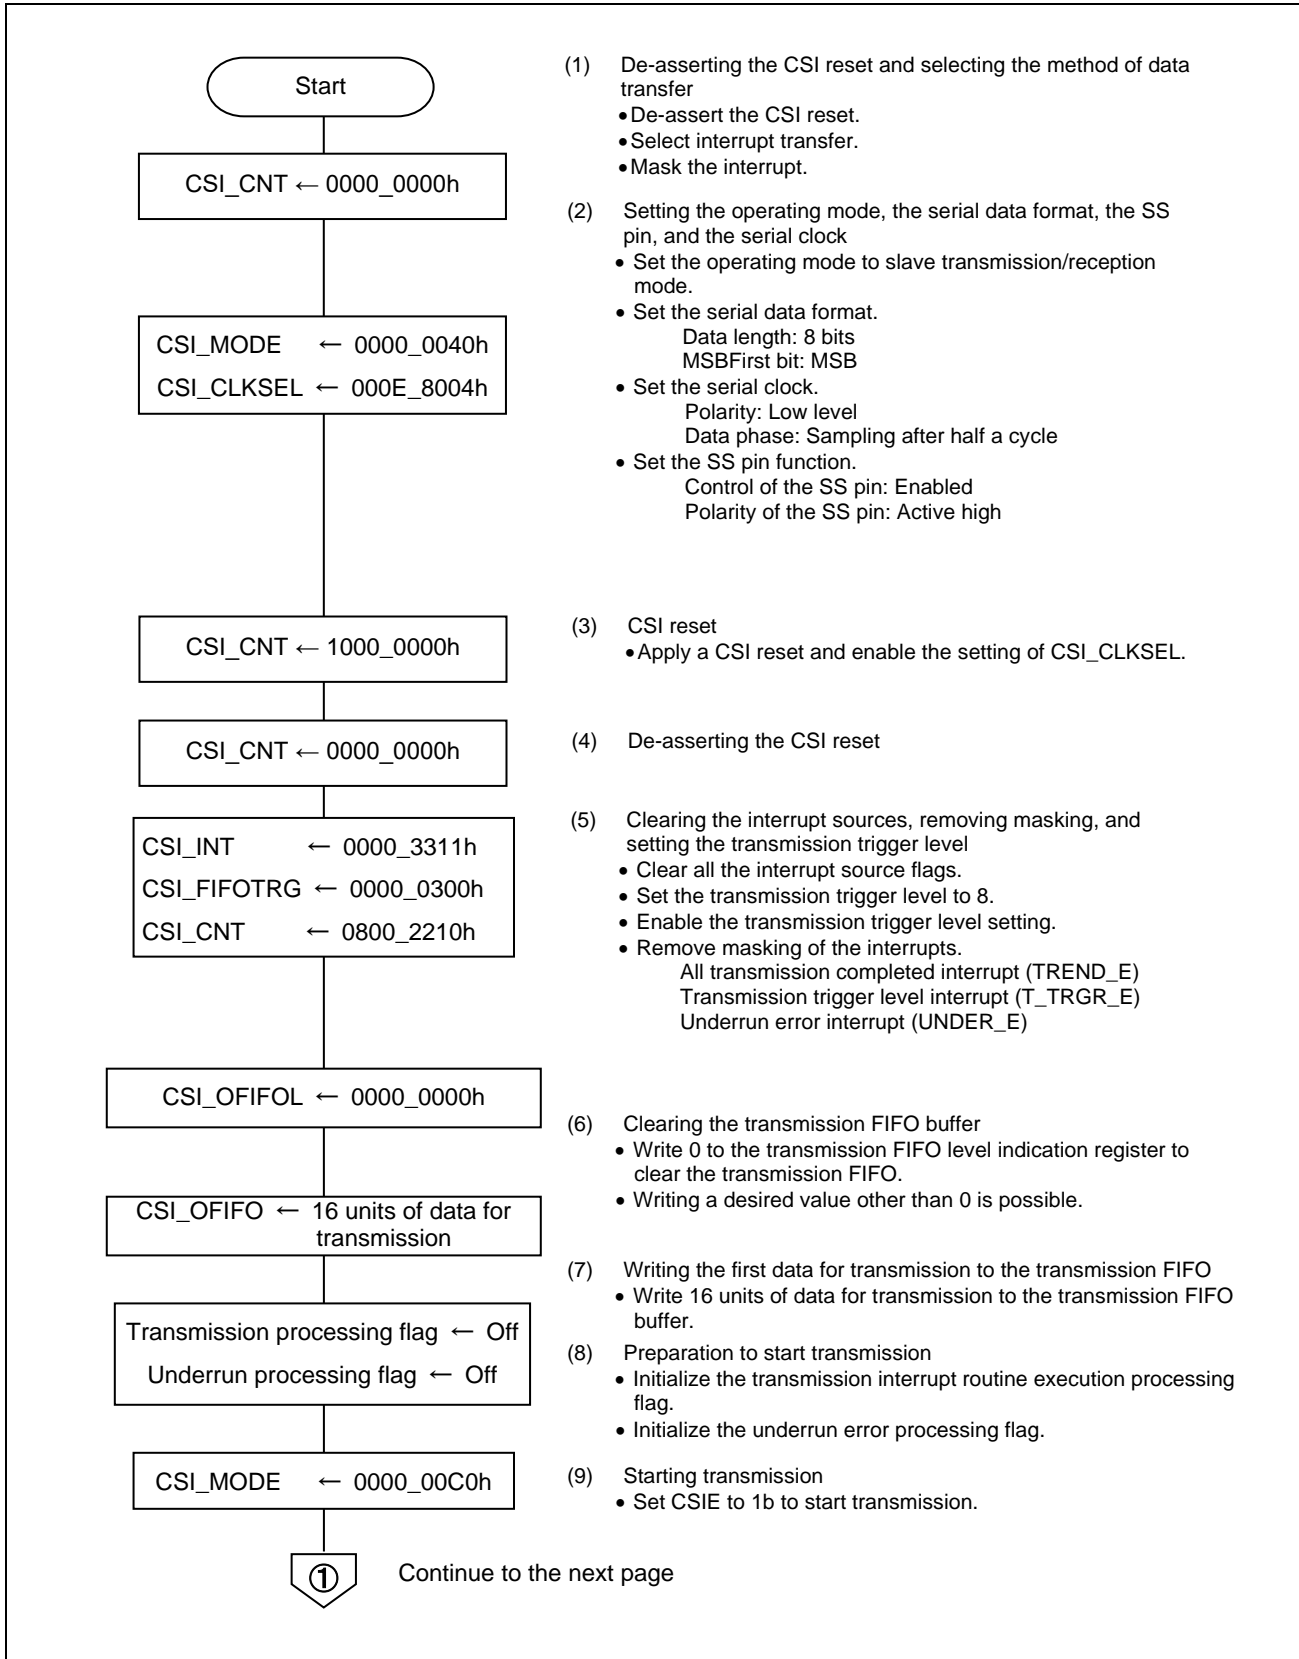 Start
CSI_CNT ← 0000_0000h
CSI_MODE ← 0000_0040h
CSI_CLKSEL ← 000E_8004h
CSI_CNT ← 1000_0000h
CSI_CNT ← 0000_0000h
CSI_INT ← 0000_3311h
CSI_FIFOTRG ← 0000_0300h
CSI_CNT ← 0800_2210h
CSI_OFIFOL ← 0000_0000h
CSI_OFIFO ← 16 units of data for
transmission
Transmission processing flag ← Off
Underrun processing flag ← Off
CSI_MODE ← 0000_00C0h
① Continue to the next page
(1) De-asserting the CSI reset and selecting the method of data
transfer
•De-assert the CSI reset.
•Select interrupt transfer.
•Mask the interrupt.
(2) Setting the operating mode, the serial data format, the SS
pin, and the serial clock
• Set the operating mode to slave transmission/reception
mode.
• Set the serial data format.
Data length: 8 bits
MSBFirst bit: MSB
• Set the serial clock.
Polarity: Low level
Data phase: Sampling after half a cycle
• Set the SS pin function.
Control of the SS pin: Enabled
Polarity of the SS pin: Active high
(3) CSI reset
•Apply a CSI reset and enable the setting of CSI_CLKSEL.
(4) De-asserting the CSI reset
(5) Clearing the interrupt sources, removing masking, and
setting the transmission trigger level
• Clear all the interrupt source flags.
• Set the transmission trigger level to 8.
• Enable the transmission trigger level setting.
• Remove masking of the interrupts.
All transmission completed interrupt (TREND_E)
Transmission trigger level interrupt (T_TRGR_E)
Underrun error interrupt (UNDER_E)
(6) Clearing the transmission FIFO buffer
• Write 0 to the transmission FIFO level indication register to
clear the transmission FIFO.
• Writing a desired value other than 0 is possible.
(7) Writing the first data for transmission to the transmission FIFO
• Write 16 units of data for transmission to the transmission FIFO
buffer.
(8) Preparation to start transmission
• Initialize the transmission interrupt routine execution processing
flag.
• Initialize the underrun error processing flag.
(9) Starting transmission
• Set CSIE to 1b to start transmission.